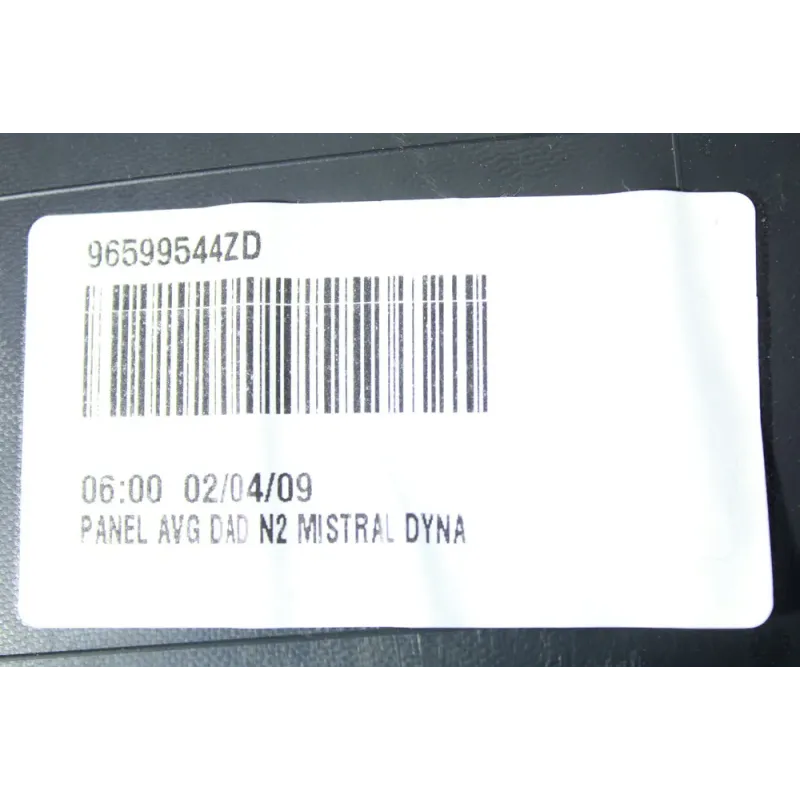 96599544ZD
06:00 02/04/09
PANEL AVG DAD N2 MISTRAL DYNA